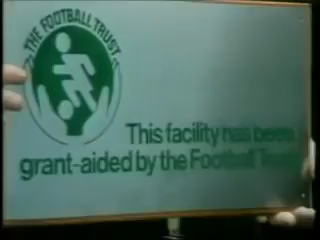 THE FOOTBALL TRUST
This facility has been
grant-aided by the Football Trust